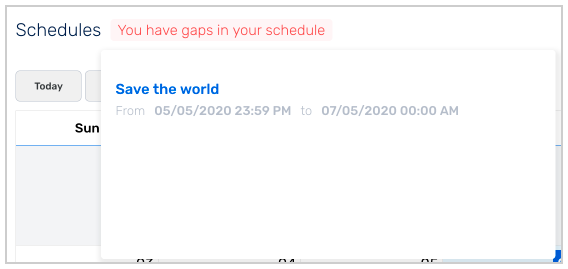 Schedules You have gaps in your schedule
Save the world
Today
From 05/05/2020 23:59 PM to 07/05/2020 00:00 AM
Sun